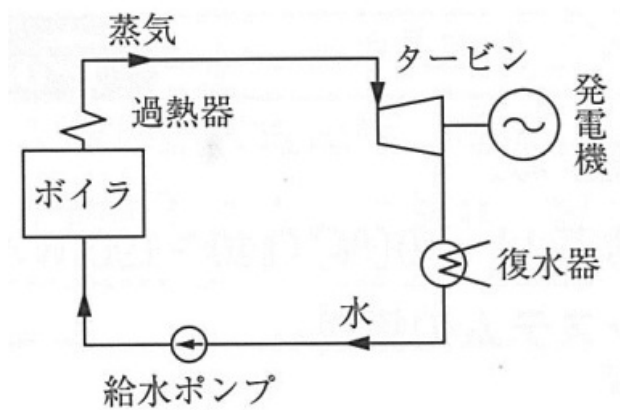 蒸気
タービン
発電機
過熱器
ボイラ
復水器
水
給水ポンプ